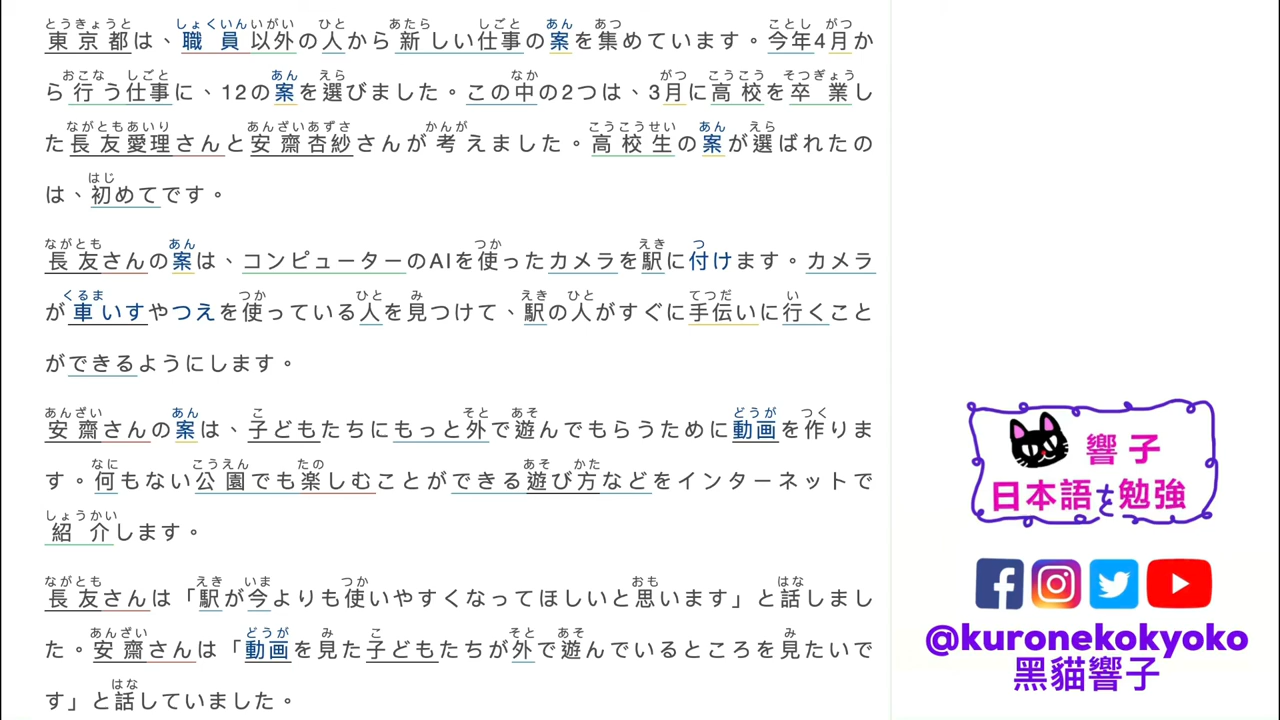 東京都は、職員以外の人から新しい仕事の案を集めています。今年4月か
ら行う仕事に、12の案を選びました。この中の2つは、3月に高校を卒業し
た長友愛理さんと安齋杏紗さんが考えました。高校生の案が選ばれたの
は、初めてです。
長友さんの案は、コンピューターのAIを使ったカメラを駅に付けます。カメラ
が車いすやつえを使っている人を見つけて、駅の人がすぐに手伝いに行くこと
ができるようにします。
安齋さんの案は、子どもたちにもっと外で遊んでもらうために動画を作りま
す。何もない公園でも楽しむことができる遊び方などをインターネットで
紹介します。
長友さんは「駅が今よりも使いやすくなってほしいと思います」と話しまし
た。安齋さんは「動画を見た子どもたちが外で遊んでいるところを見たいで
す」と話していました。
響子
日本語を勉強
@kuronekokyoko
黑貓響子